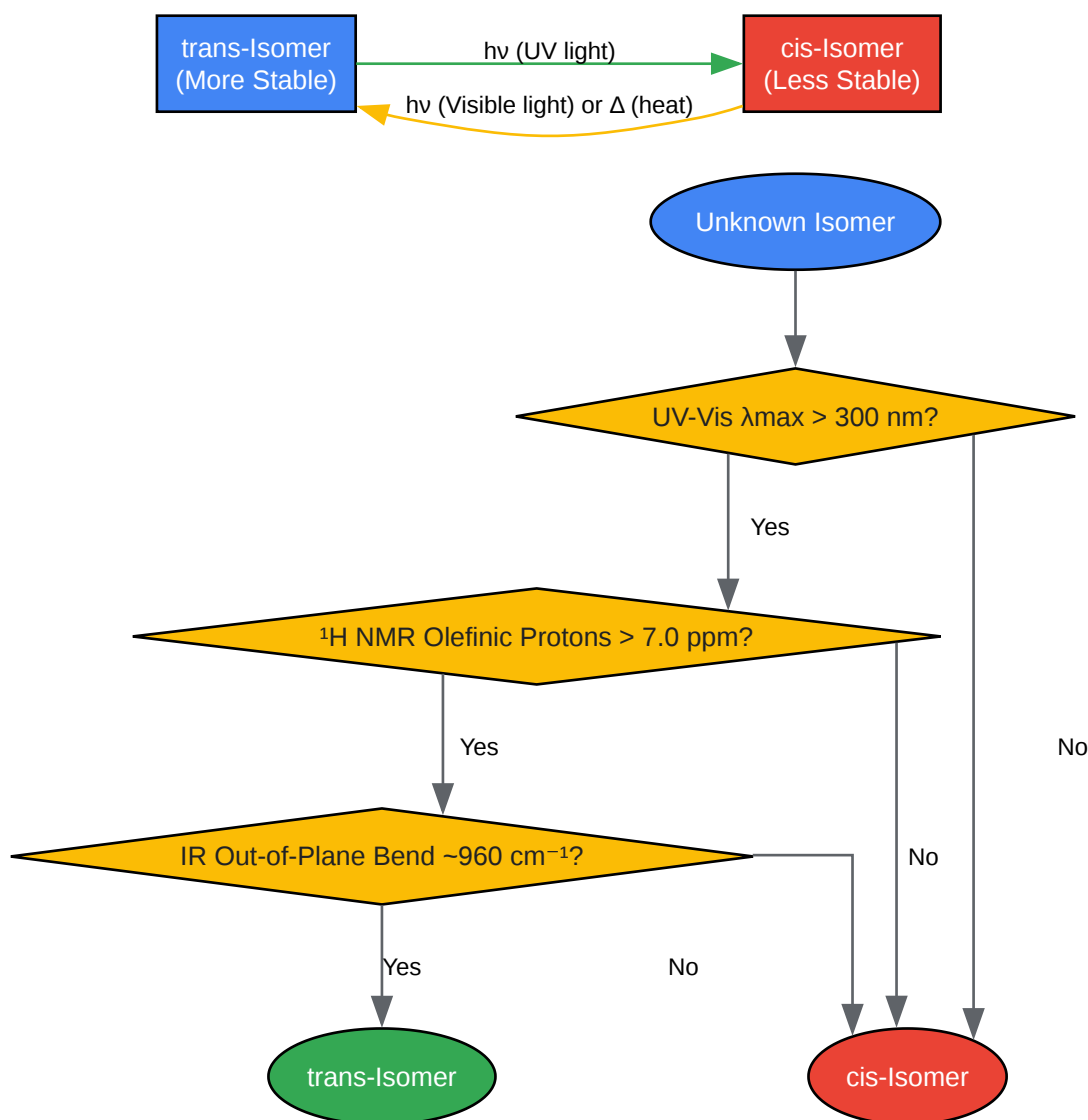 trans-Isomer
(More Stable)
hν (UV light)
cis-Isomer
(Less Stable)
hν (Visible light) or Δ (heat)
Unknown Isomer
UV-Vis λmax > 300 nm?
Yes
¹H NMR Olefinic Protons > 7.0 ppm?
Yes
No
IR Out-of-Plane Bend ~960 cm⁻¹?
No
Yes
No
trans-Isomer
cis-Isomer